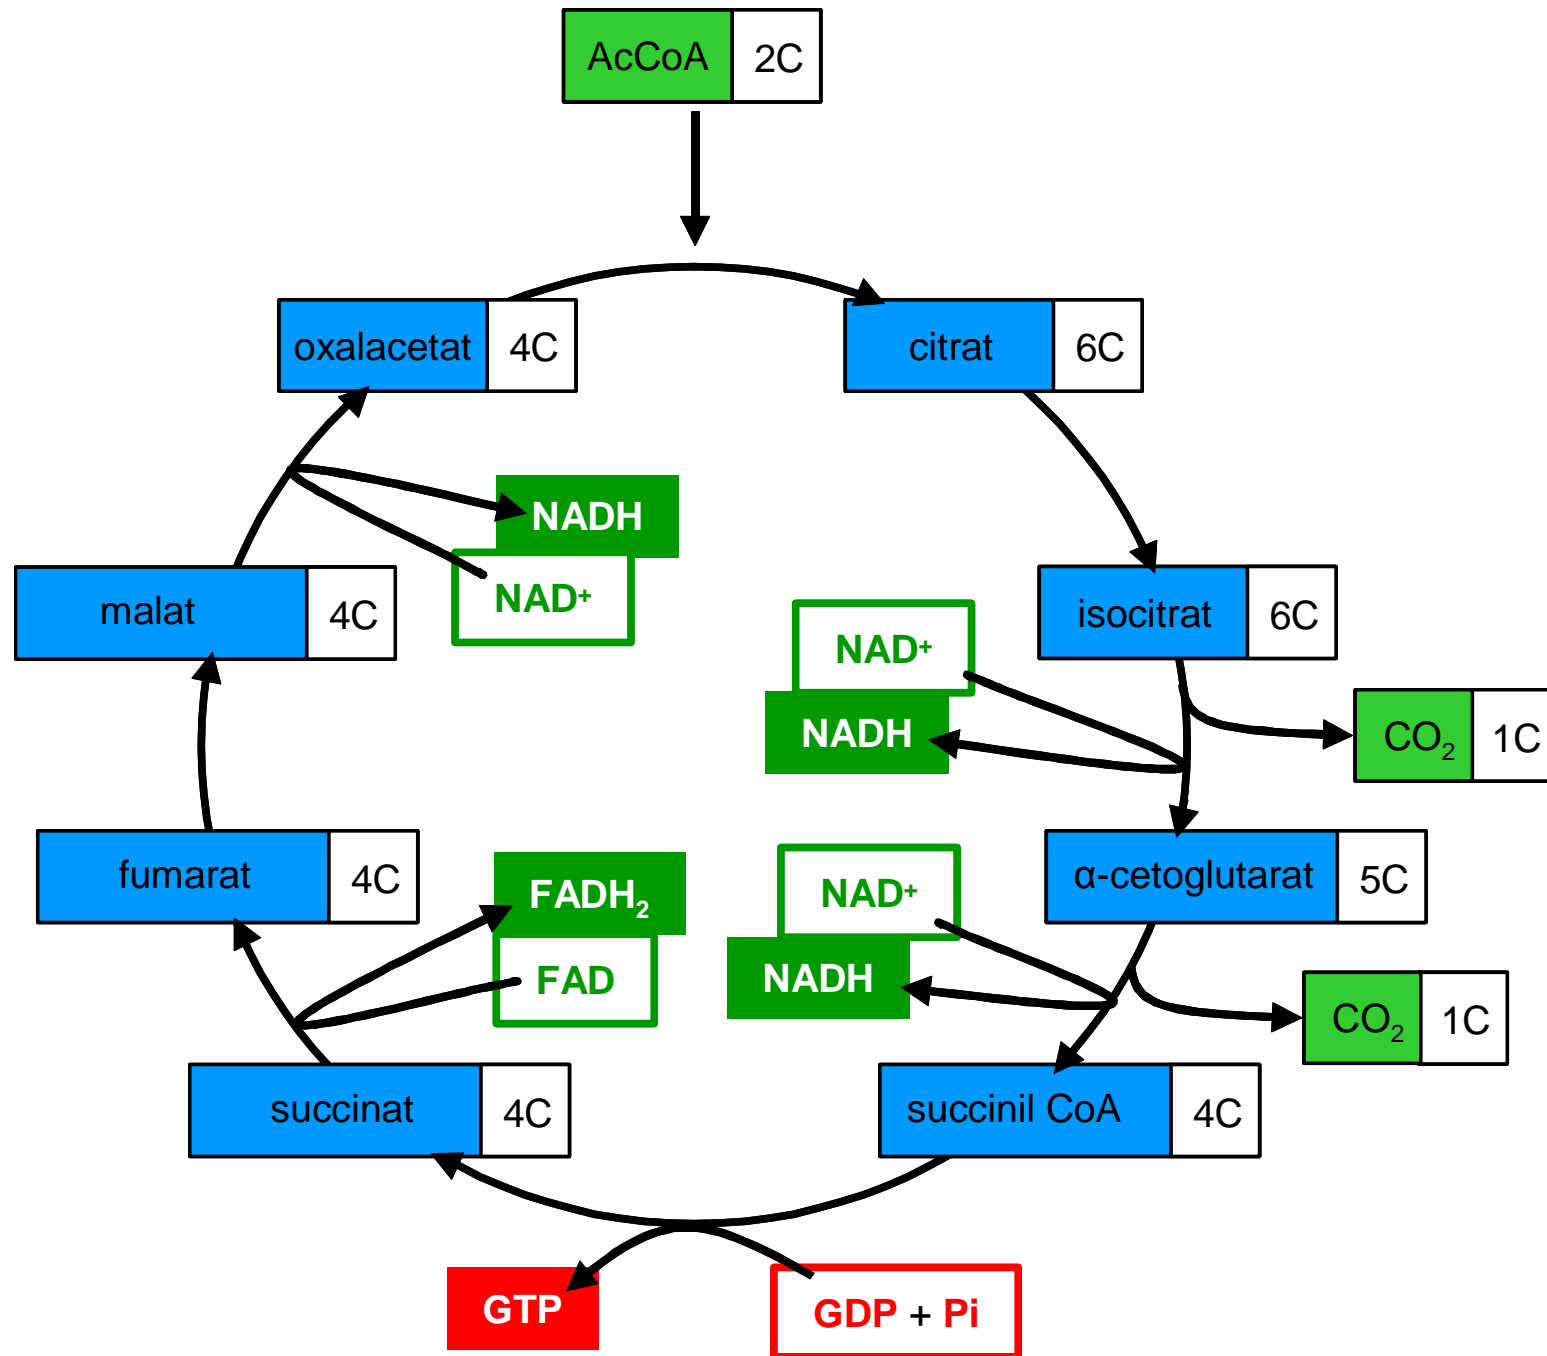 AcCoA 2C
oxalacetat 4C
citrat 6C
NADH
NAD⁺
malat 4C
isocitrat 6C
NAD⁺
NADH
CO₂ 1C
fumarat 4C
FADH₂
FAD
NAD⁺
NADH
α-cetoglutarat 5C
CO₂ 1C
succinat 4C
succinil CoA 4C
GTP
GDP + Pi